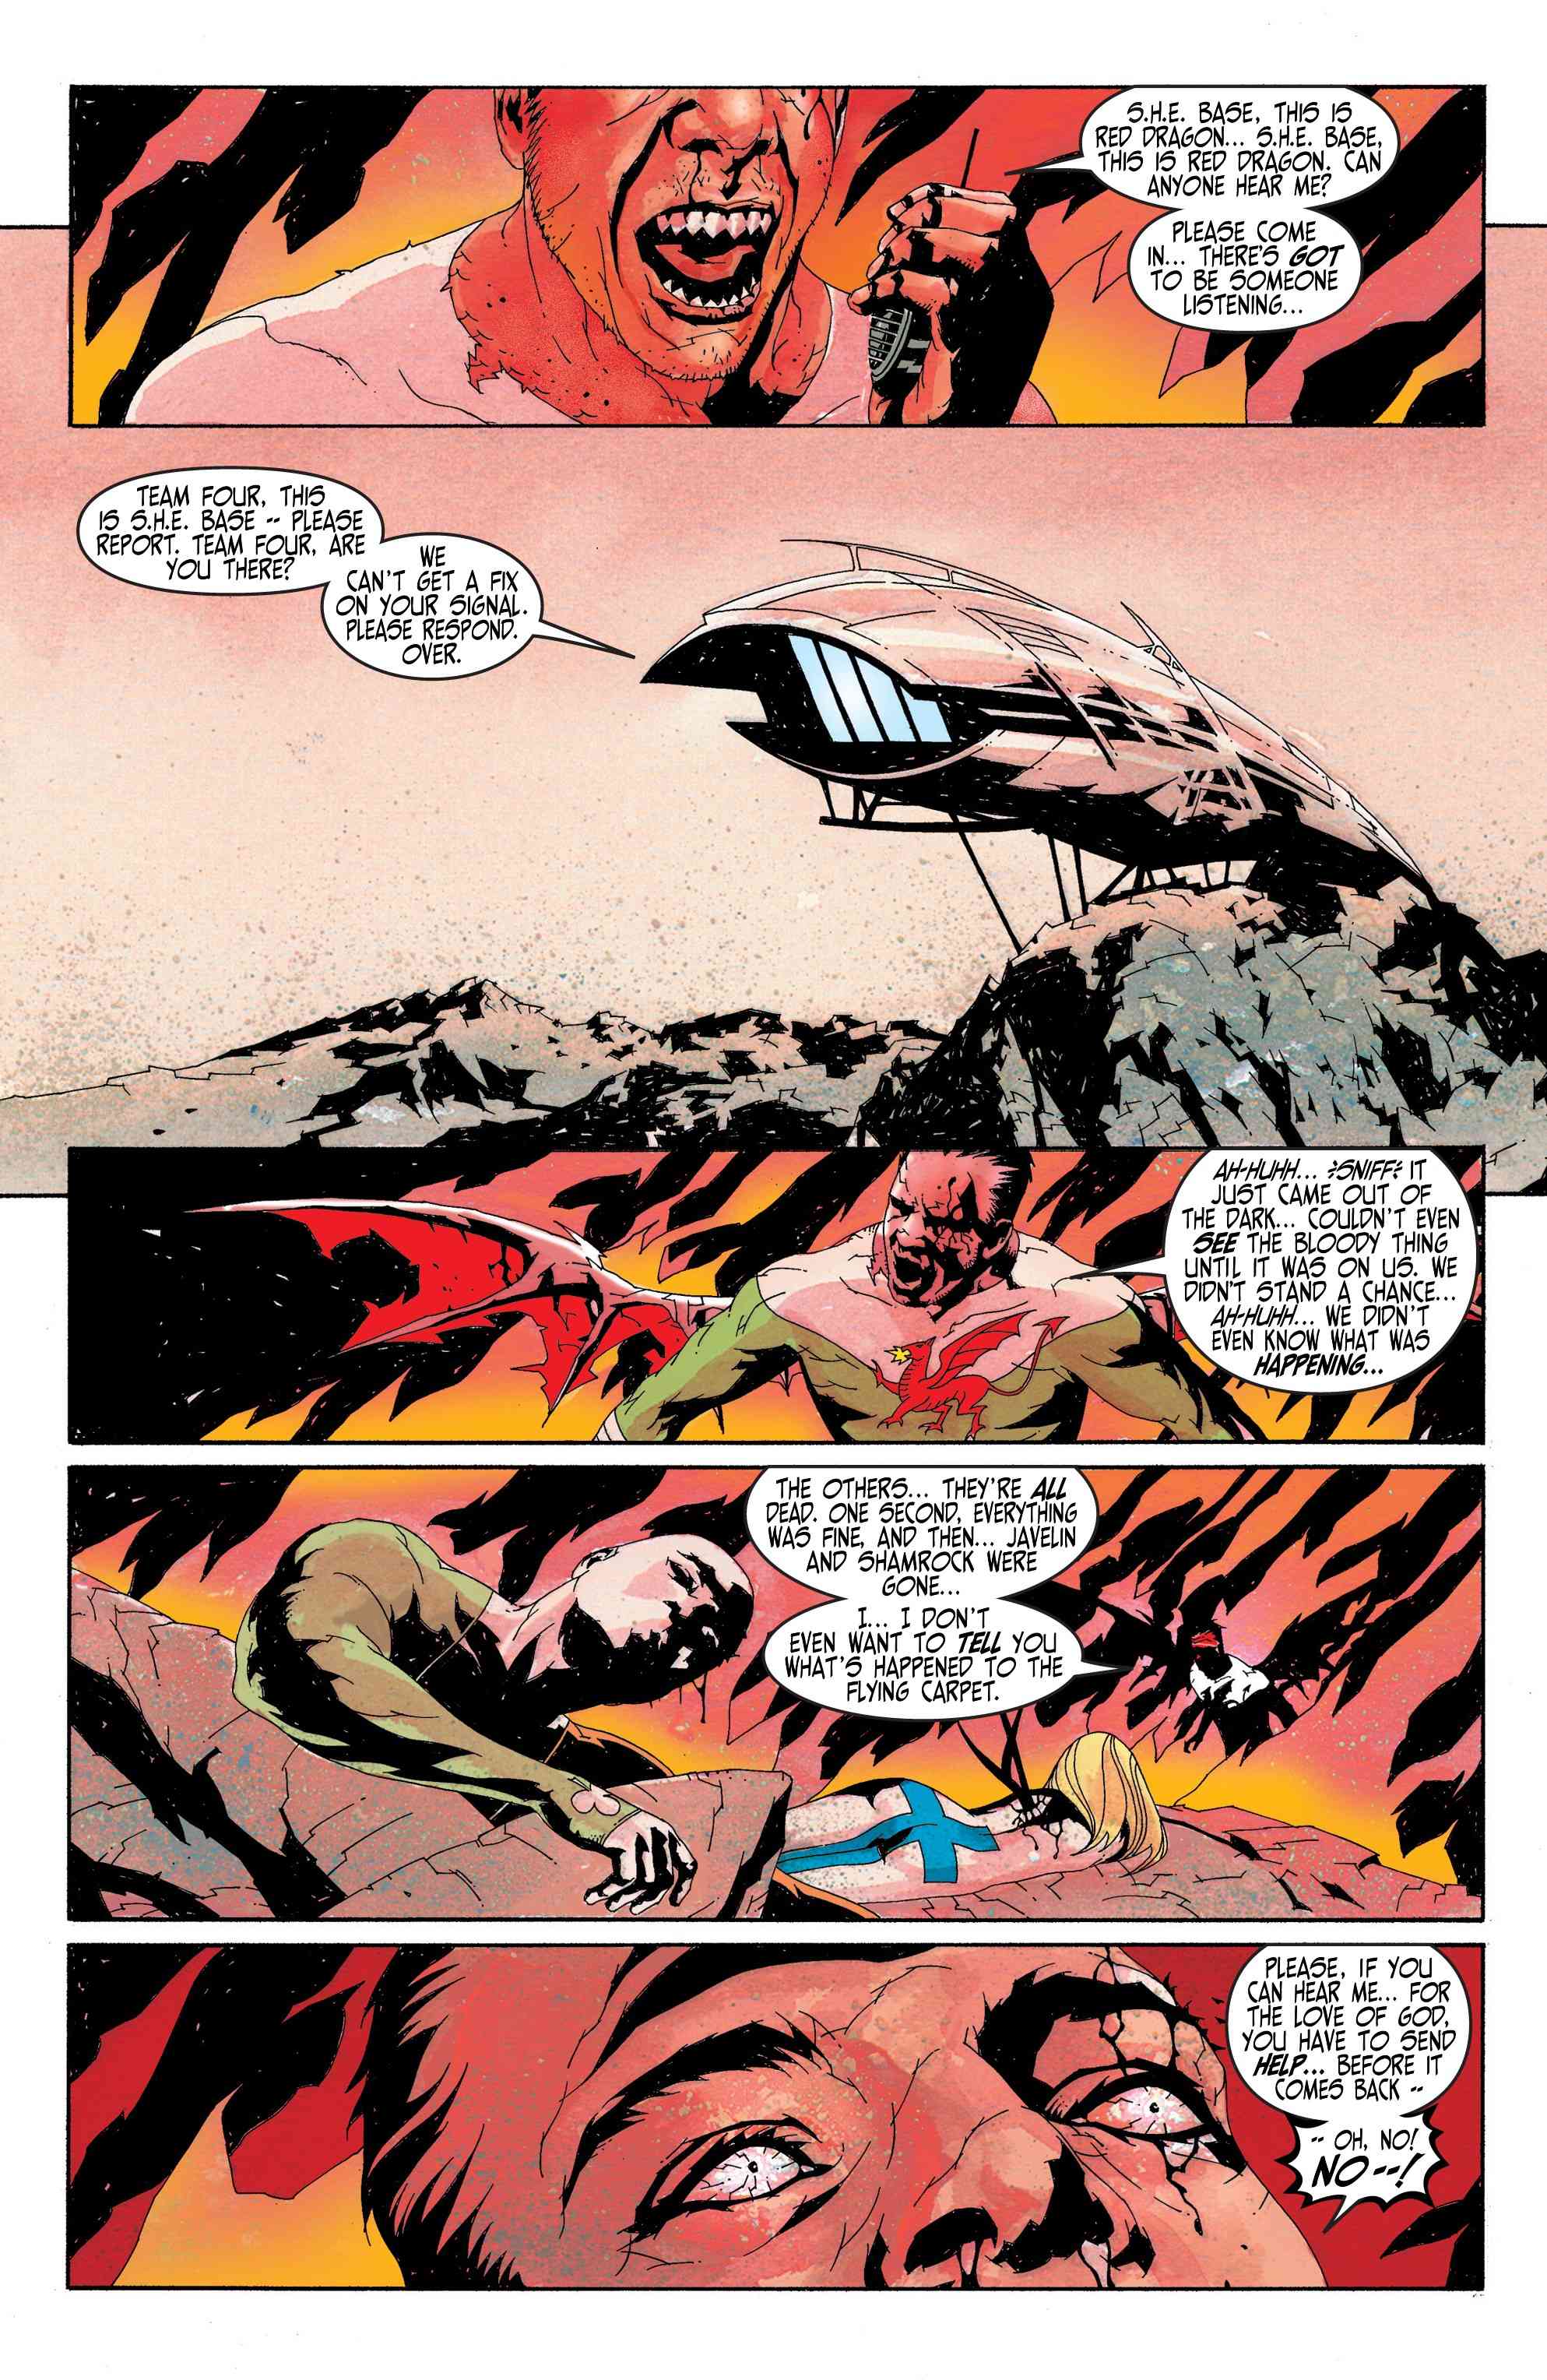 S.H.E. BASE, THIS IS
RED DRAGON... S.H.E. BASE,
THIS IS RED DRAGON. CAN
ANYONE HEAR ME?
PLEASE COME
IN... THERE'S GOT
TO BE SOMEONE
LISTENING...
TEAM FOUR, THIS
IS S.H.E. BASE -- PLEASE
REPORT. TEAM FOUR, ARE
YOU THERE?
WE
CAN'T GET A FIX
ON YOUR SIGNAL.
PLEASE RESPOND.
OVER.
AH-HUHH... SNIFF IT
JUST CAME OUT OF
THE DARK... COULDN'T EVEN
SEE THE BLOODY THING
UNTIL IT WAS ON US. WE
DIDN'T STAND A CHANCE...
AH-HUHH... WE DIDN'T
EVEN KNOW WHAT WAS
HAPPENING...
THE OTHERS... THEY'RE ALL
DEAD. ONE SECOND, EVERYTHING
WAS FINE, AND THEN... JAVELIN
AND SHAMROCK WERE
GONE...
I... I DON'T
EVEN WANT TO TELL YOU
WHAT'S HAPPENED TO THE
FLYING CARPET.
PLEASE, IF YOU
CAN HEAR ME... FOR
THE LOVE OF GOD,
YOU HAVE TO SEND
HELP... BEFORE IT
COMES BACK --
-- OH, NO!
NO--!